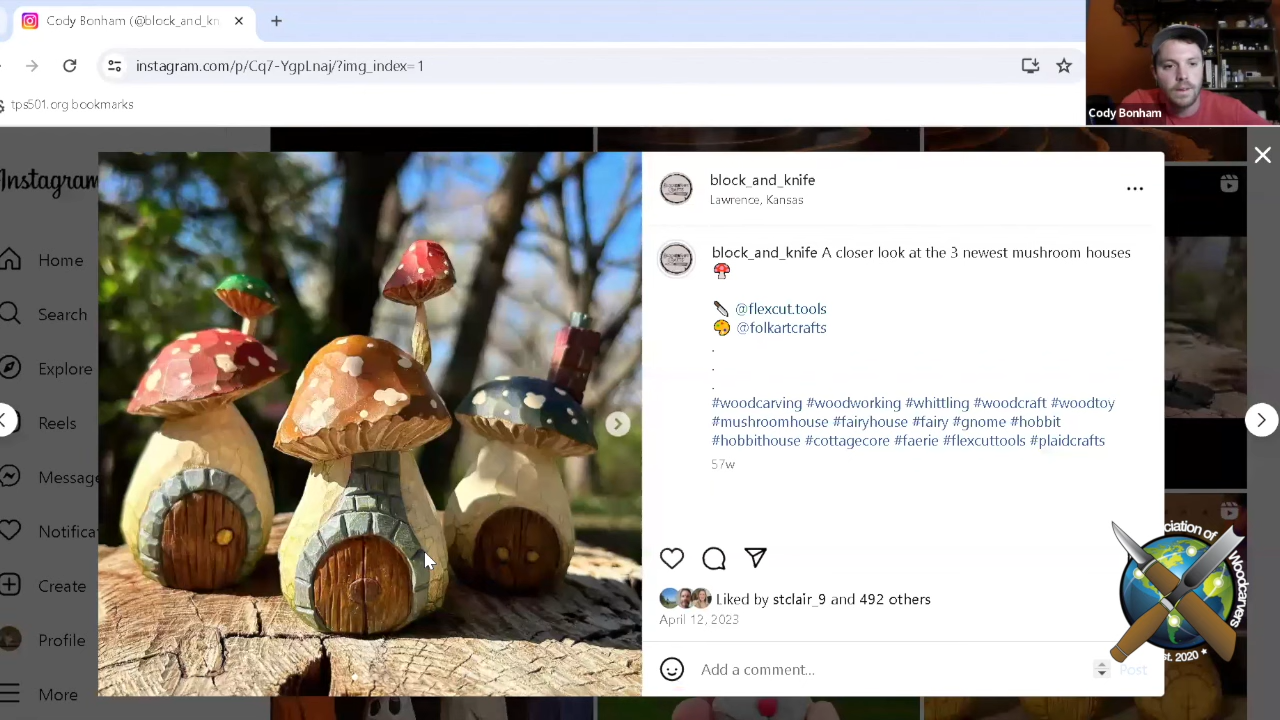 Cody Bonham (@block_and_kn
instagram.com/p/Cq7-YgpLnaj/?img_index=1
tps501.org bookmarks
Cody Bonham
Instagram
Home
Search
Explore
Reels
Message
Notifica
Create
Profile
More
block_and_knife
Lawrence, Kansas
block_and_knife A closer look at the 3 newest mushroom houses
🍄
🔪 @flexcut.tools
🎨 @folkartcrafts
.
.
.
#woodcarving #woodworking #whittling #woodcraft #woodtoy
#mushroomhouse #fairyhouse #fairy #gnome #hobbit
#hobbithouse #cottagecore #faerie #flexcuttools #plaidcrafts
57w
Liked by stclair_9 and 492 others
April 12, 2023
Add a comment...
Post
ciation of
Woodcarvers
st. 2020 *